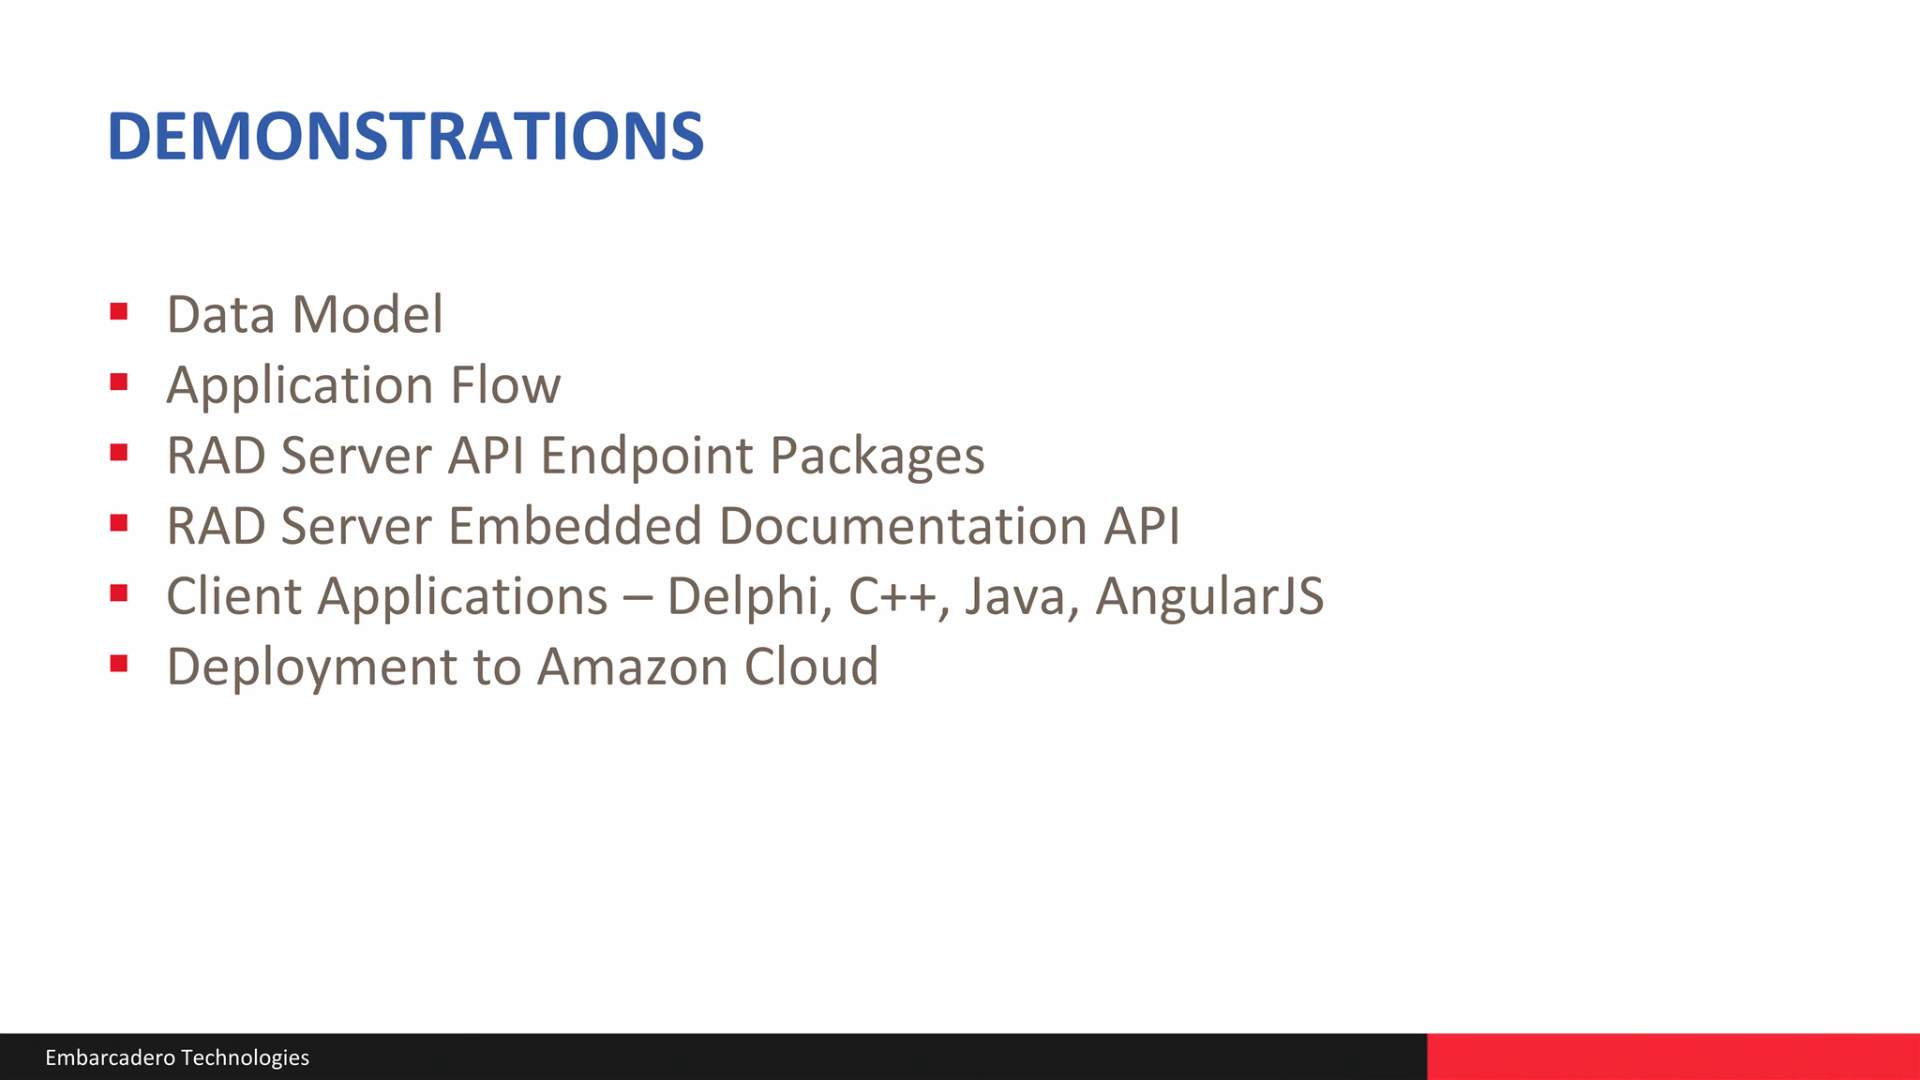 DEMONSTRATIONS
Data Model
Application Flow
RAD Server API Endpoint Packages
RAD Server Embedded Documentation API
Client Applications – Delphi, C++, Java, AngularJS
Deployment to Amazon Cloud
Embarcadero Technologies